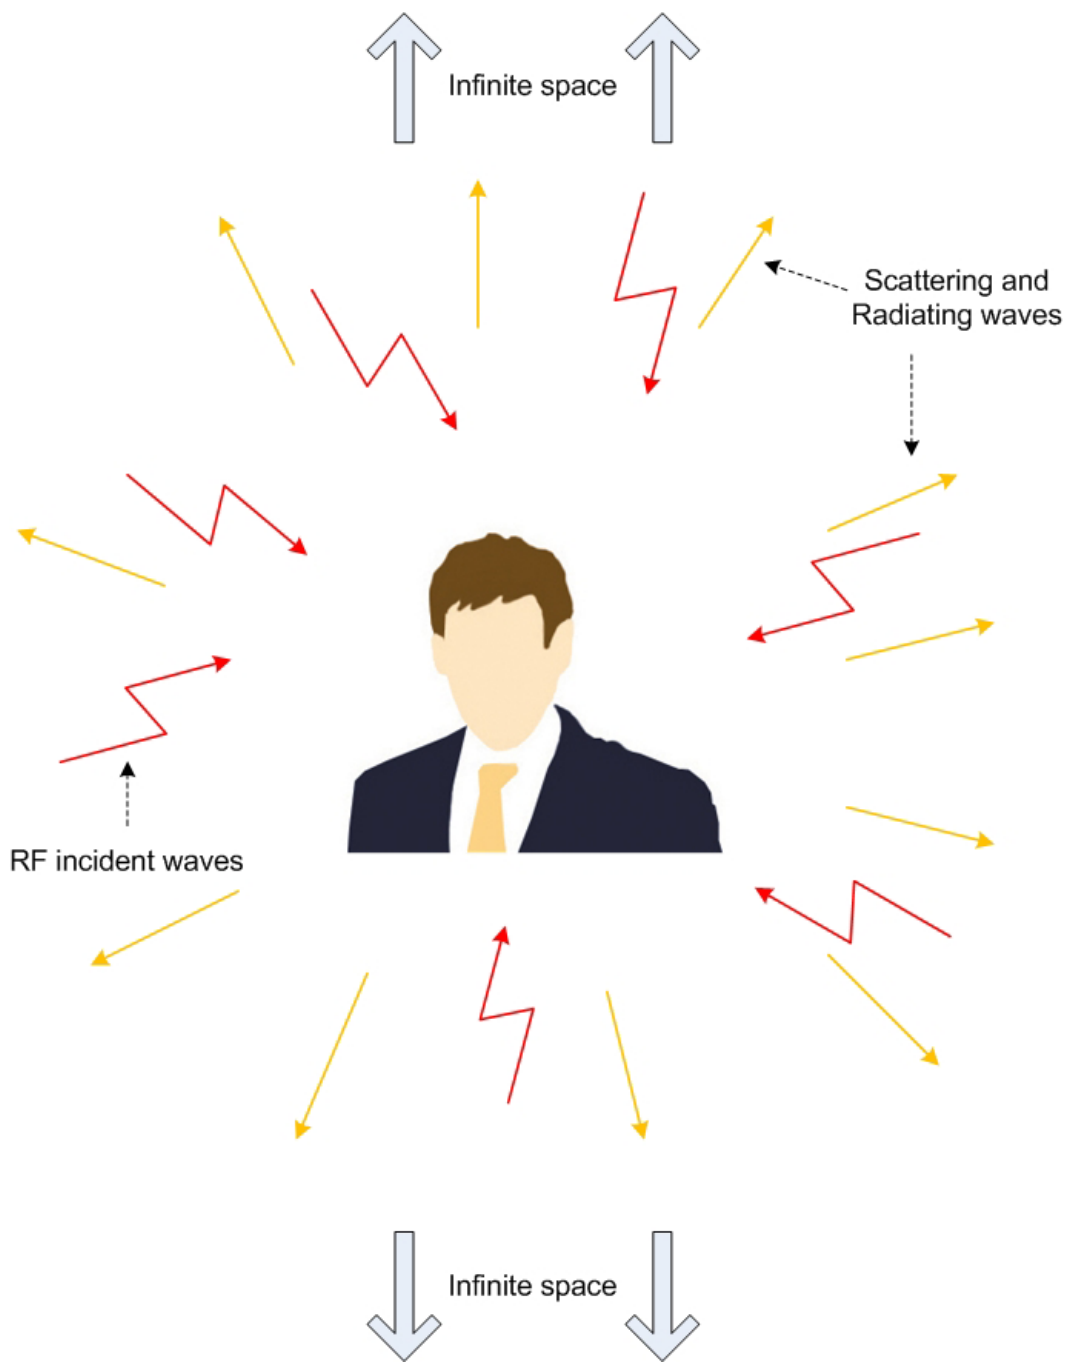 Infinite space
Scattering and
Radiating waves
RF incident waves
Infinite space